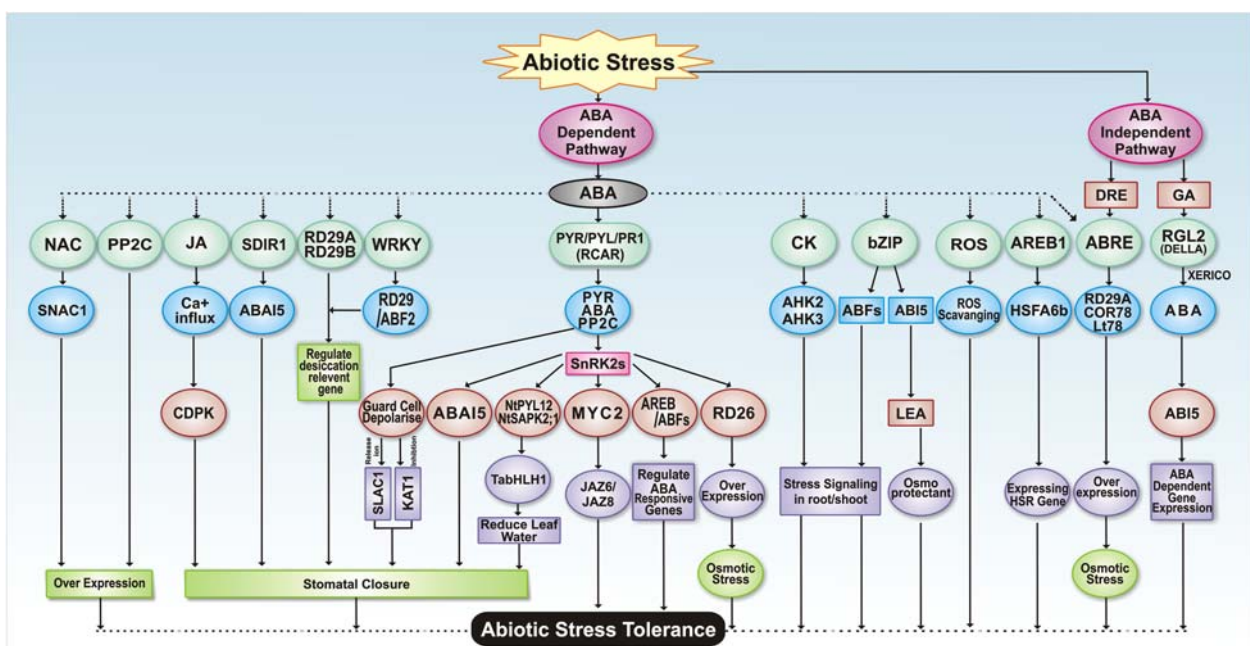 Abiotic Stress
ABA
Dependent
Pathway
ABA
Independent
Pathway
ABA
DRE
GA
NAC
PP2C
JA
SDIR1
RD29A
RD29B
WRKY
PYR/PYL/PR1
(RCAR)
CK
bZIP
ROS
AREB1
ABRE
RGL2
(DELLA)
XERICO
SNAC1
Ca+
influx
ABAI5
RD29
/ABF2
PYR
ABA
PP2C
AHK2
AHK3
ABFs
ABI5
ROS
Scavanging
HSFA6b
RD29A
COR78
Lt78
ABA
Regulate
desiccation
relevent
gene
SnRK2s
CDPK
Guard Cell
Depolarise
ABAI5
NtPYL12
NtSAPK2;1
MYC2
AREB
/ABFs
RD26
LEA
ABI5
Release
ion
Inhibition
SLAC1
KAT1
TabHLH1
JAZ6/
JAZ8
Regulate
ABA
Responsive
Genes
Over
Expression
Stress Signaling
in root/shoot
Osmo
protectant
Expressing
HSR Gene
Over
expression
ABA
Dependent
Gene
Expression
Reduce Leaf
Water
Over Expression
Stomatal Closure
Osmotic
Stress
Osmotic
Stress
Abiotic Stress Tolerance